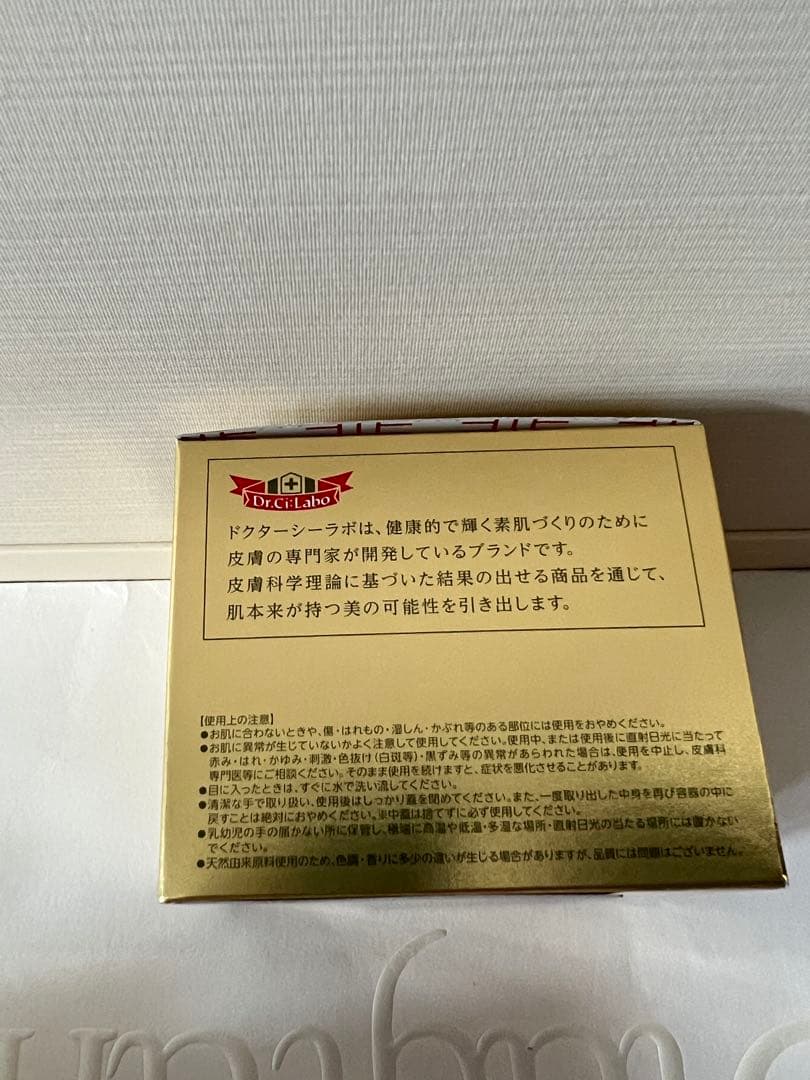 Dr.Ci:Labo
ドクターシーラボは、健康的で輝く素肌づくりのために
皮膚の専門家が開発しているブランドです。
皮膚科学理論に基づいた結果の出せる商品を通じて、
肌本来が持つ美の可能性を引き出します。
【使用上の注意】
●お肌に合わないときや、傷・はれもの・湿しん・かぶれ等のある部位には使用をおやめください。
●お肌に異常が生じていないかよく注意して使用してください。使用中、または使用後に直射日光に当たって
赤み・はれ・かゆみ・刺激・色抜け(白斑等)・黒ずみ等の異常があらわれた場合は、使用を中止し、皮膚科
専門医等にご相談ください。そのまま使用を続けますと、症状を悪化させることがあります。
●目に入ったときは、すぐに水で洗い流してください。
●清潔な手で取り扱い、使用後はしっかり蓋を閉めてください。また、一度取り出した中身を再び容器の中に
戻すことは絶対におやめください。※中蓋は捨てずに必ず使用してください。
●乳幼児の手の届かない所に保管し、極端に高温や低温・多湿な場所・直射日光の当たる場所には置かない
でください。
●天然由来原料使用のため、色調・香りに多少の違いが生じる場合がありますが、品質には問題はございません。